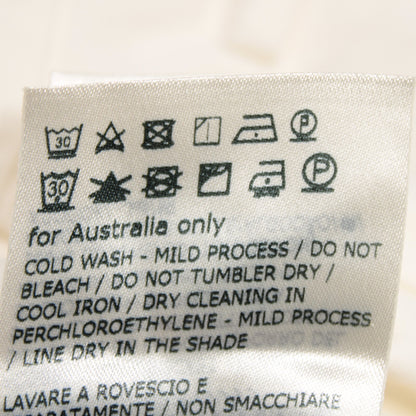 30 P
30 P
for Australia only
COLD WASH - MILD PROCESS / DO NOT
BLEACH / DO NOT TUMBLER DRY /
COOL IRON / DRY CLEANING IN
PERCHLOROETHYLENE - MILD PROCESS
/ LINE DRY IN THE SHADE
LAVARE A ROVESCIO E
SEPARATAMENTE / NON SMACCHIARE